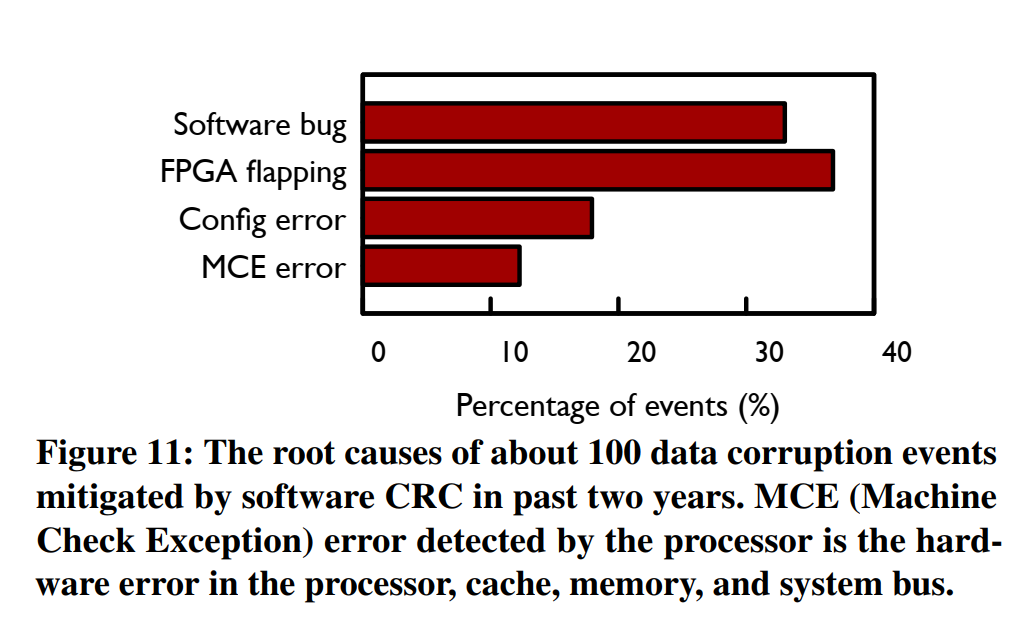 Software bug
FPGA flapping
Config error
MCE error
0 10 20 30 40
Percentage of events (%)
Figure 11: The root causes of about 100 data corruption events
mitigated by software CRC in past two years. MCE (Machine
Check Exception) error detected by the processor is the hard-
ware error in the processor, cache, memory, and system bus.